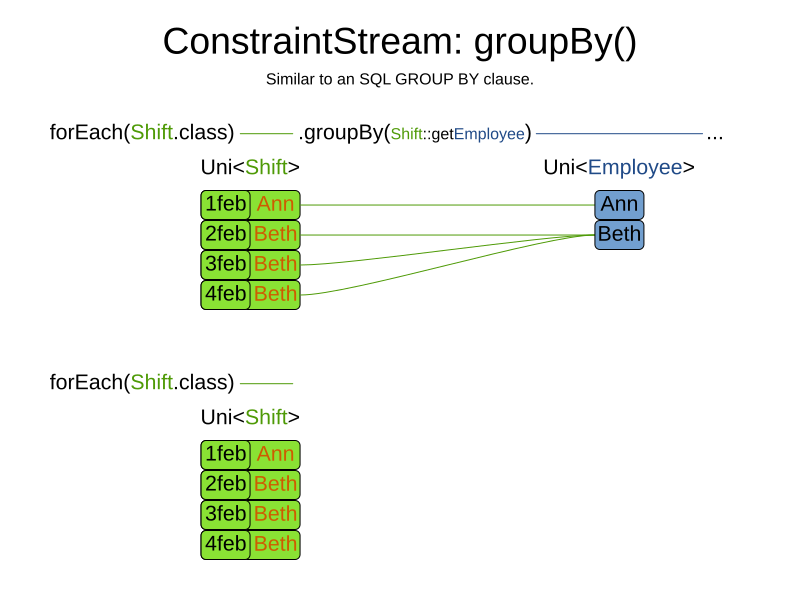 ConstraintStream: groupBy()
Similar to an SQL GROUP BY clause.
forEach(Shift.class) .groupBy(Shift::getEmployee) ...
Uni<Shift> Uni<Employee>
1feb Ann Ann
2feb Beth Beth
3feb Beth
4feb Beth
forEach(Shift.class)
Uni<Shift>
1feb Ann
2feb Beth
3feb Beth
4feb Beth